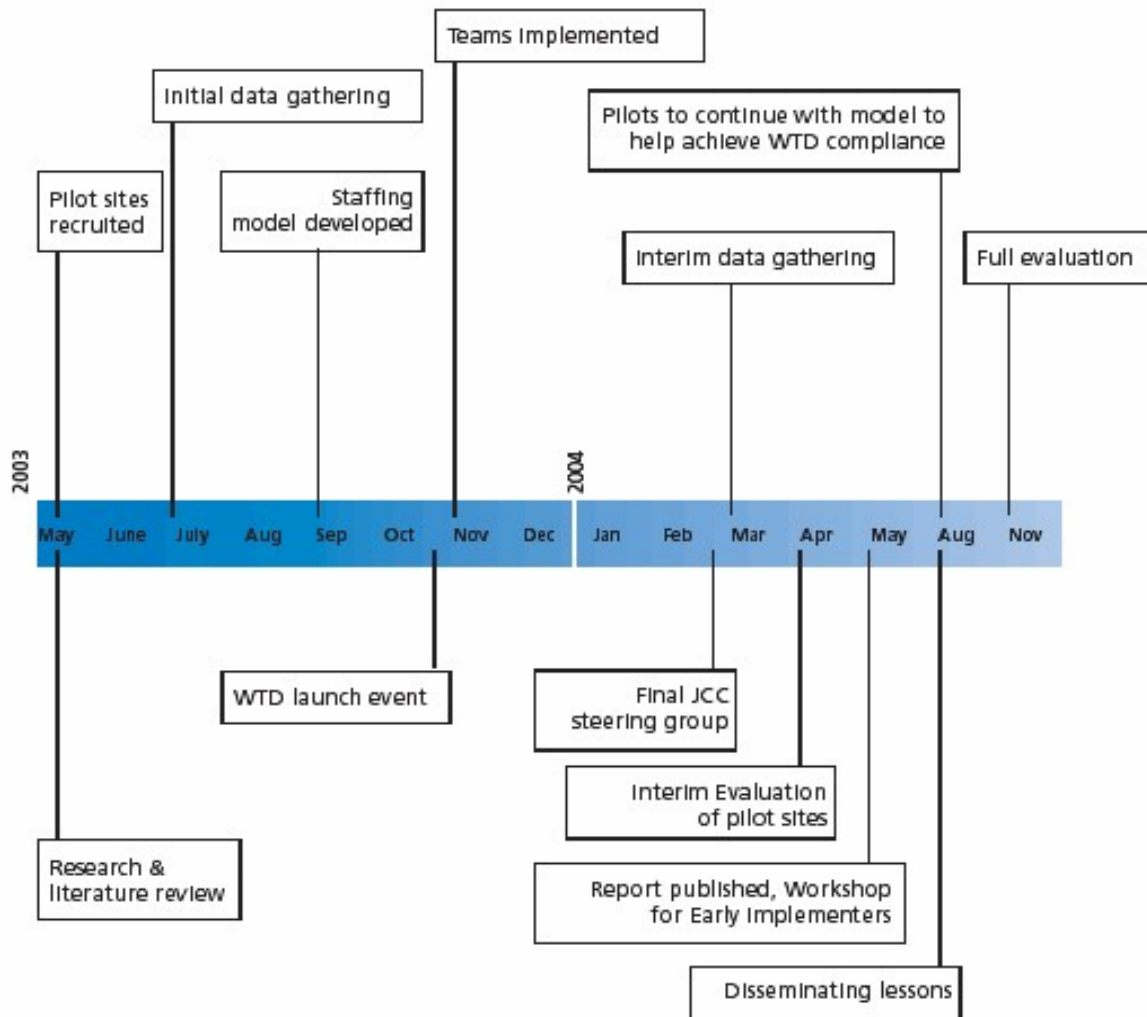 Teams Implemented
Initial data gathering
Pilots to continue with model to
help achieve WTD compliance
Pilot sites
recruited
Staffing
model developed
Interim data gathering
Full evaluation
2003
2004
May June July Aug Sep Oct Nov Dec Jan Feb Mar Apr May Aug Nov
WTD launch event
Final JCC
steering group
Interim Evaluation
of pilot sites
Research &
literature review
Report published, Workshop
for Early Implementers
Disseminating lessons